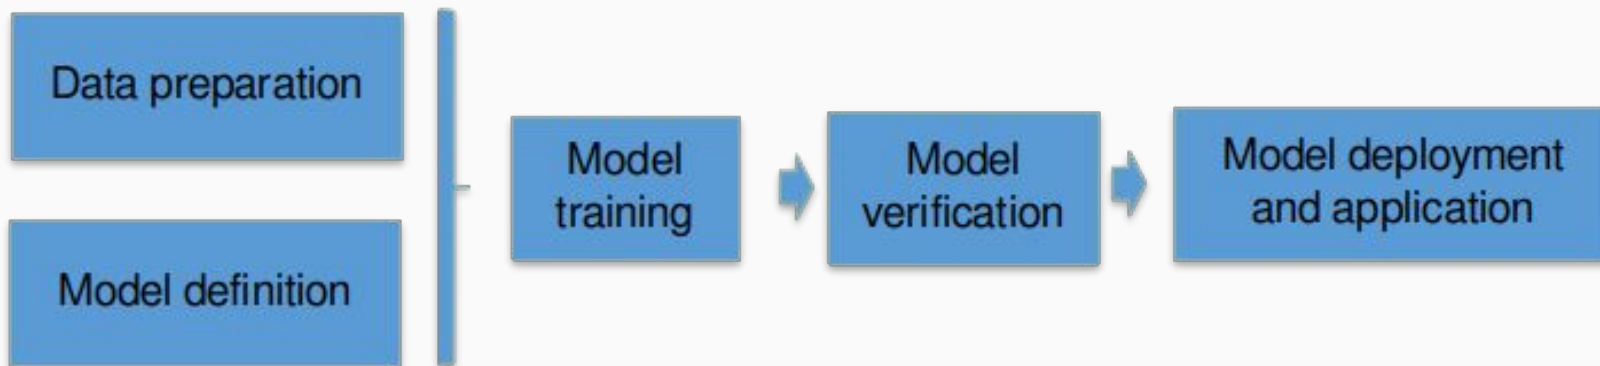 Data preparation
Model definition
Model
training
Model
verification
Model deployment
and application